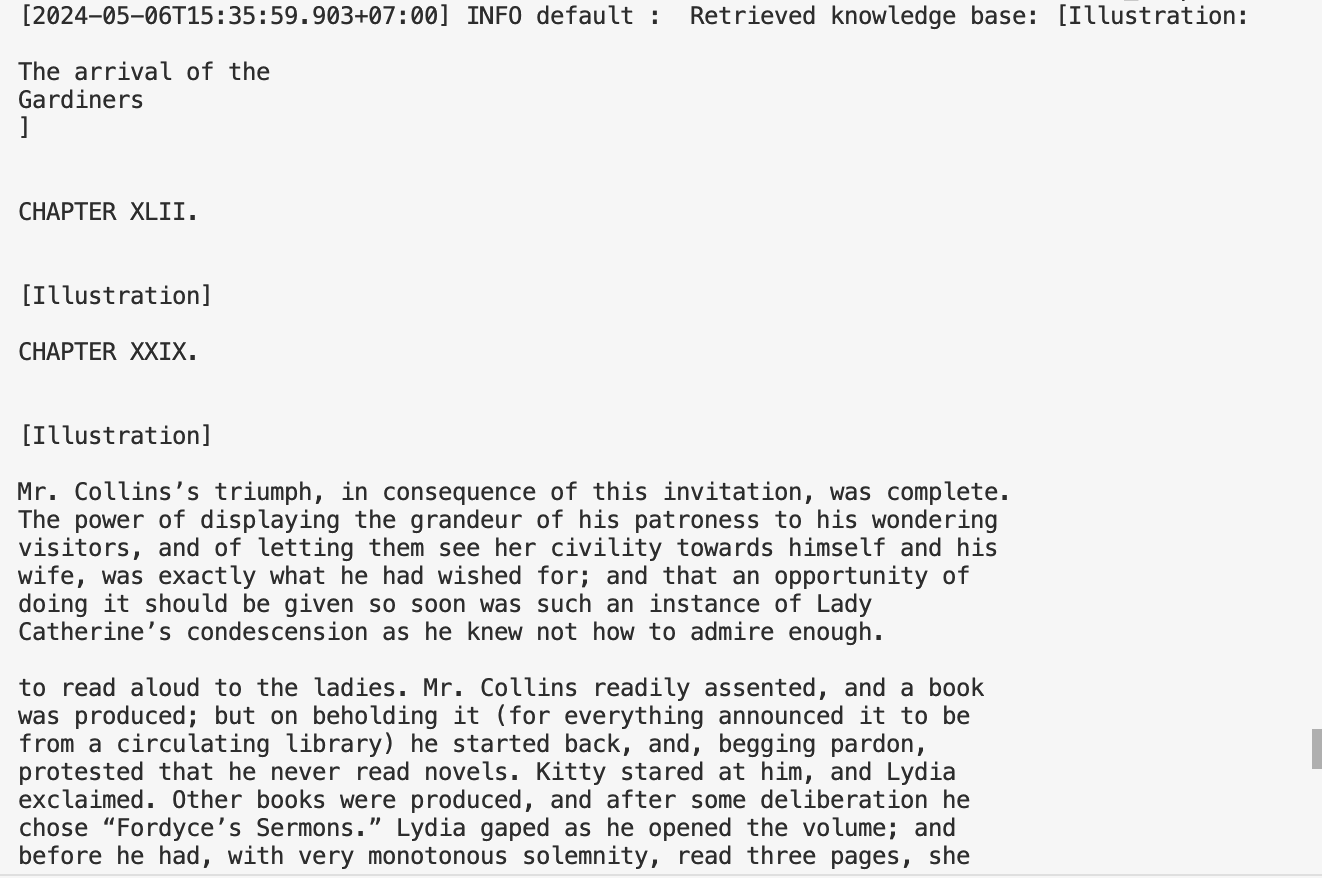 [2024-05-06T15:35:59.903+07:00] INFO default :  Retrieved knowledge base: [Illustration:
The arrival of the
Gardiners
]
CHAPTER XLII.
[Illustration]
CHAPTER XXIX.
[Illustration]
Mr. Collins’s triumph, in consequence of this invitation, was complete.
The power of displaying the grandeur of his patroness to his wondering
visitors, and of letting them see her civility towards himself and his
wife, was exactly what he had wished for; and that an opportunity of
doing it should be given so soon was such an instance of Lady
Catherine’s condescension as he knew not how to admire enough.
to read aloud to the ladies. Mr. Collins readily assented, and a book
was produced; but on beholding it (for everything announced it to be
from a circulating library) he started back, and, begging pardon,
protested that he never read novels. Kitty stared at him, and Lydia
exclaimed. Other books were produced, and after some deliberation he
chose “Fordyce’s Sermons.” Lydia gaped as he opened the volume; and
before he had, with very monotonous solemnity, read three pages, she